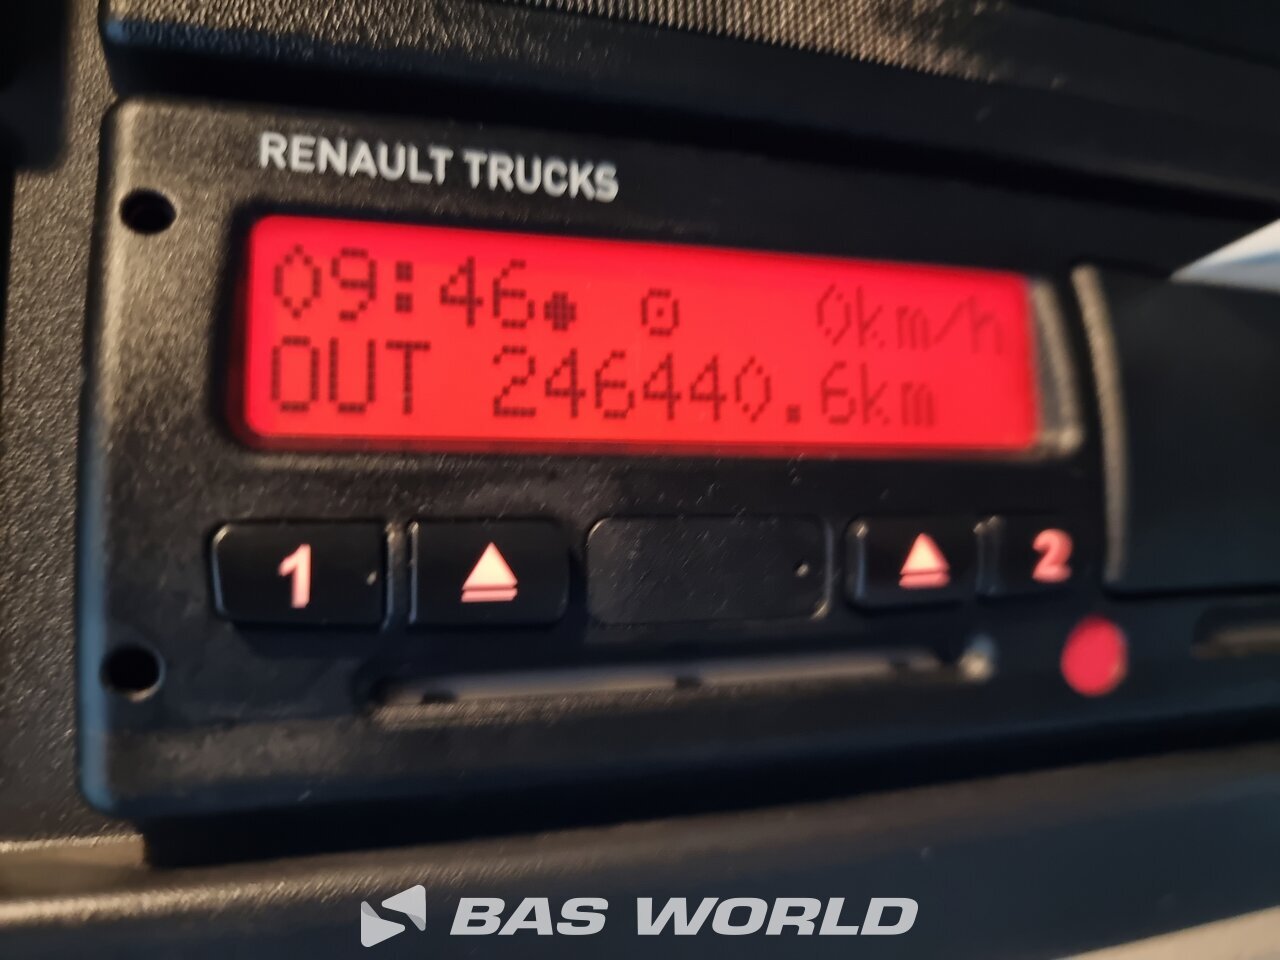 RENAULT TRUCKS
09:46 0km/h
OUT 246440.6km
1 2
BAS WORLD